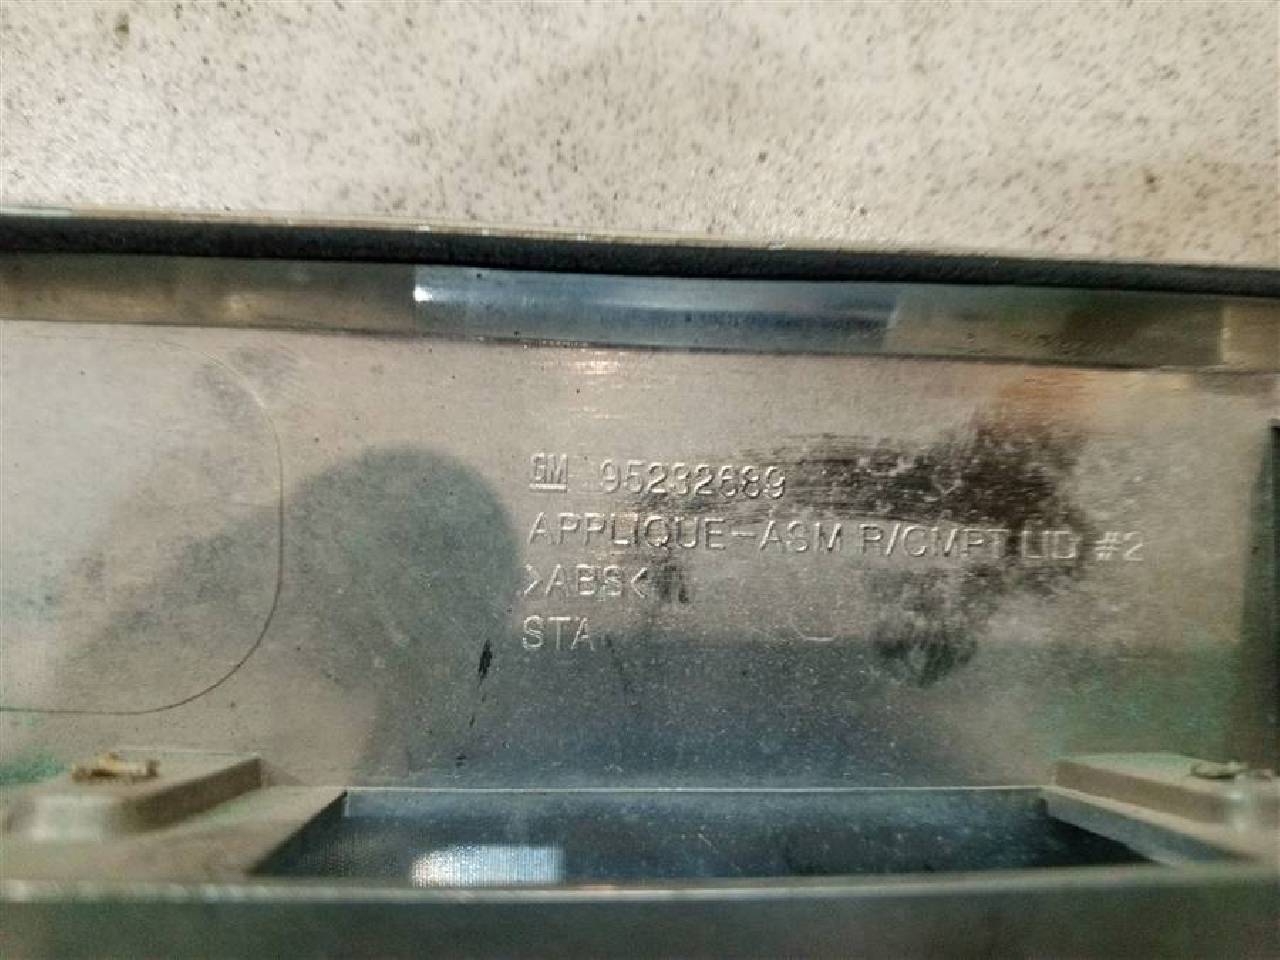 GM 95232689
APPLIQUE-ASM R/CMPT LID #2
>ABS<
STA